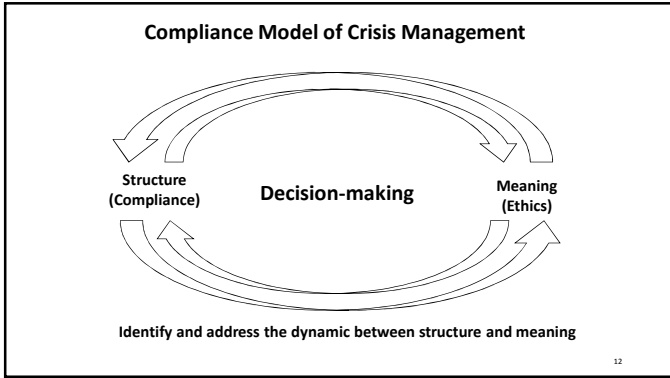 Compliance Model of Crisis Management
Structure
(Compliance)
Decision-making
Meaning
(Ethics)
Identify and address the dynamic between structure and meaning
12